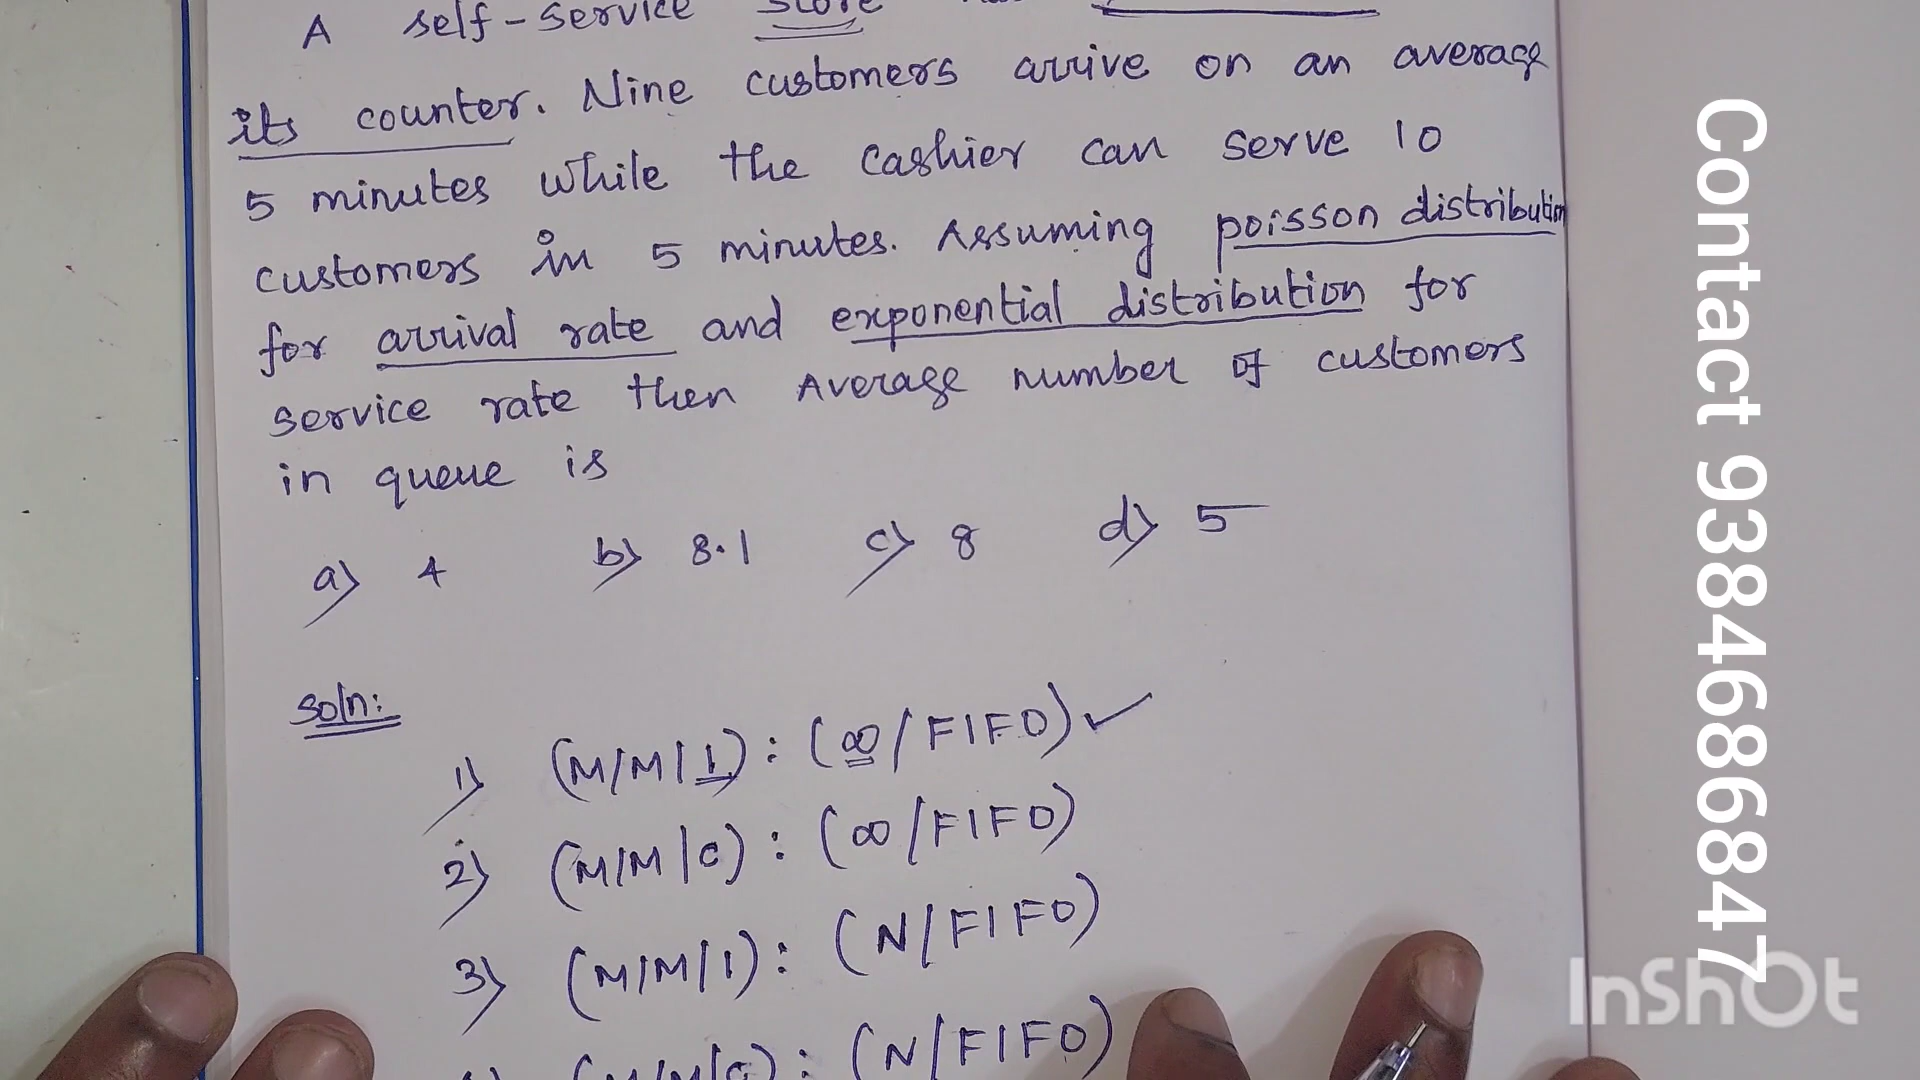 A self-service store
its counter. Nine customers arrive on an average
5 minutes while the cashier can serve 10
customers in 5 minutes. Assuming poisson distribution
for arrival rate and exponential distribution for
service rate then Average number of customers
in queue is
a) 4 b) 8.1 c) 8 d) 5
Soln:
1) (M/M/1) : (∞/FIFO) ✓
2) (M/M/C) : (∞/FIFO)
3) (M/M/1) : (N/FIFO)
(M/M/C) : (N/FIFO)
Contact 9384686847
InShOt